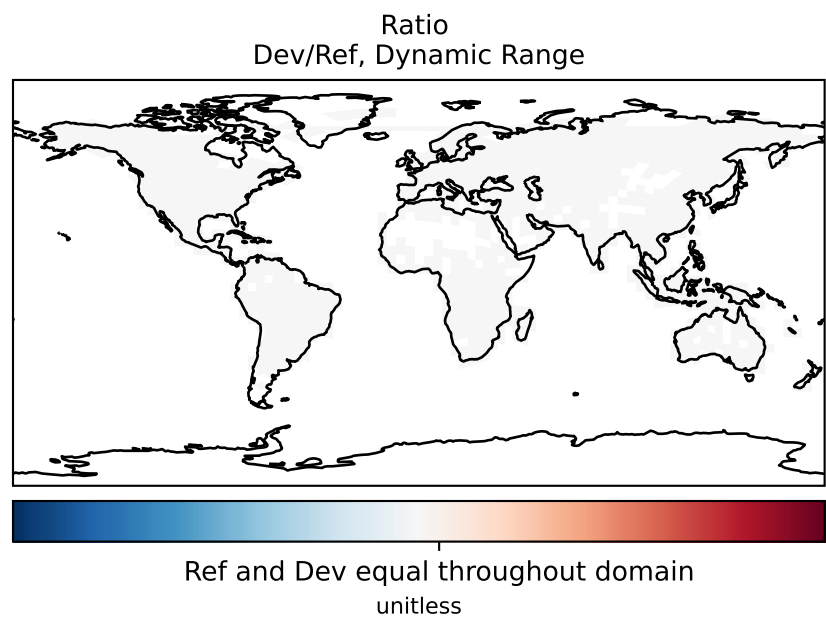 Ratio
Dev/Ref, Dynamic Range
Ref and Dev equal throughout domain
unitless